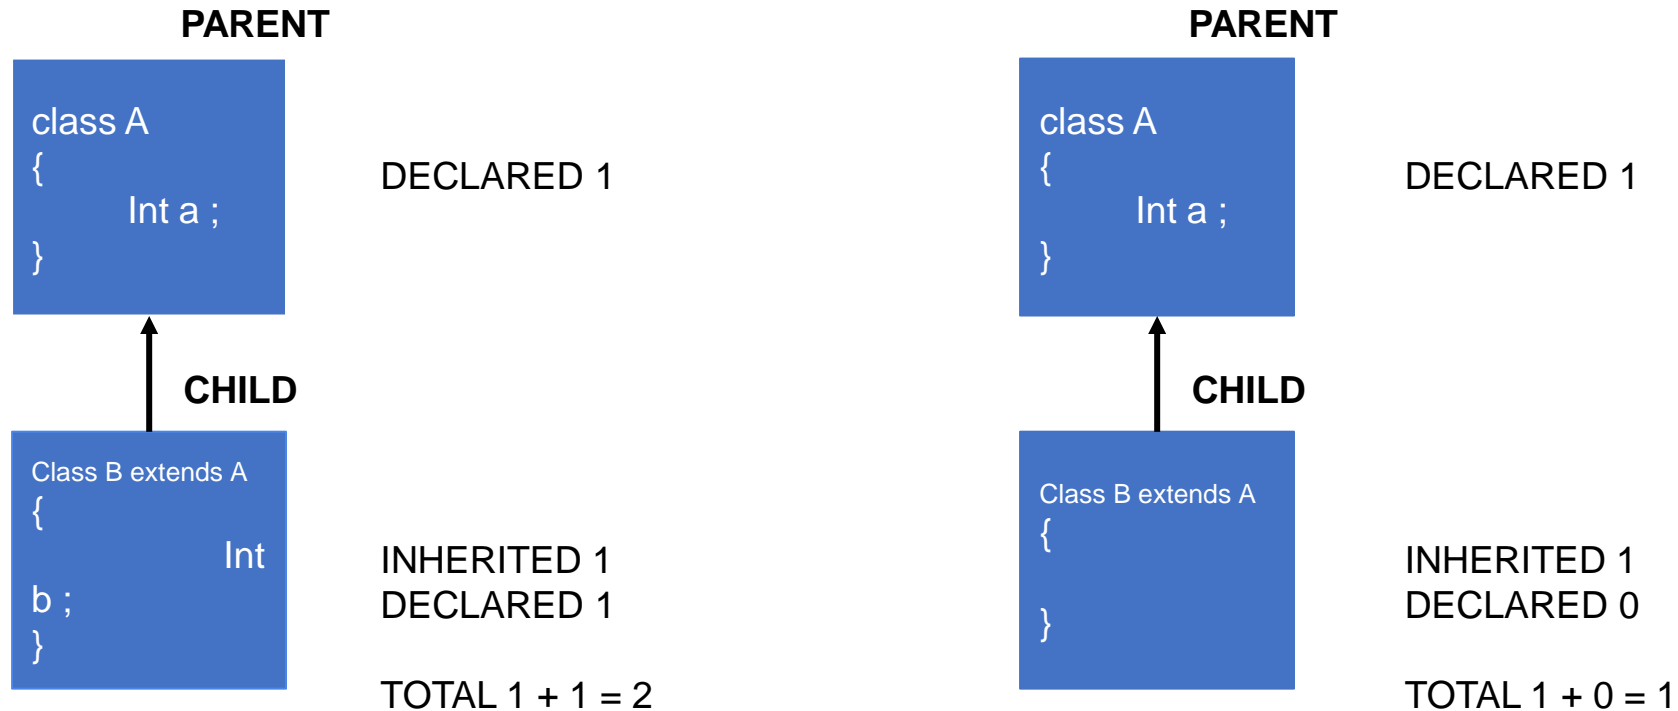 PARENT
class A
{
Int a ;
}
DECLARED 1
CHILD
Class B extends A
{
Int
b ;
}
INHERITED 1
DECLARED 1
TOTAL 1 + 1 = 2
PARENT
class A
{
Int a ;
}
DECLARED 1
CHILD
Class B extends A
{
}
INHERITED 1
DECLARED 0
TOTAL 1 + 0 = 1